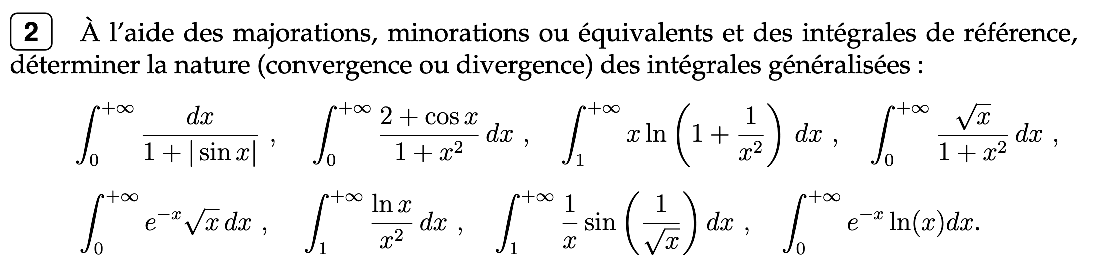 2 À l'aide des majorations, minorations ou équivalents et des intégrales de référence,
déterminer la nature (convergence ou divergence) des intégrales généralisées :
$\int_0^{+\infty} \frac{dx}{1+|\sin x|}$ , $\int_0^{+\infty} \frac{2+\cos x}{1+x^2}\,dx$ , $\int_1^{+\infty} x \ln\left(1+\frac{1}{x^2}\right) dx$ , $\int_0^{+\infty} \frac{\sqrt{x}}{1+x^2}\,dx$ ,
$\int_0^{+\infty} e^{-x}\sqrt{x}\,dx$ , $\int_1^{+\infty} \frac{\ln x}{x^2}\,dx$ , $\int_1^{+\infty} \frac{1}{x} \sin\left(\frac{1}{\sqrt{x}}\right) dx$ , $\int_0^{+\infty} e^{-x} \ln(x)dx.$